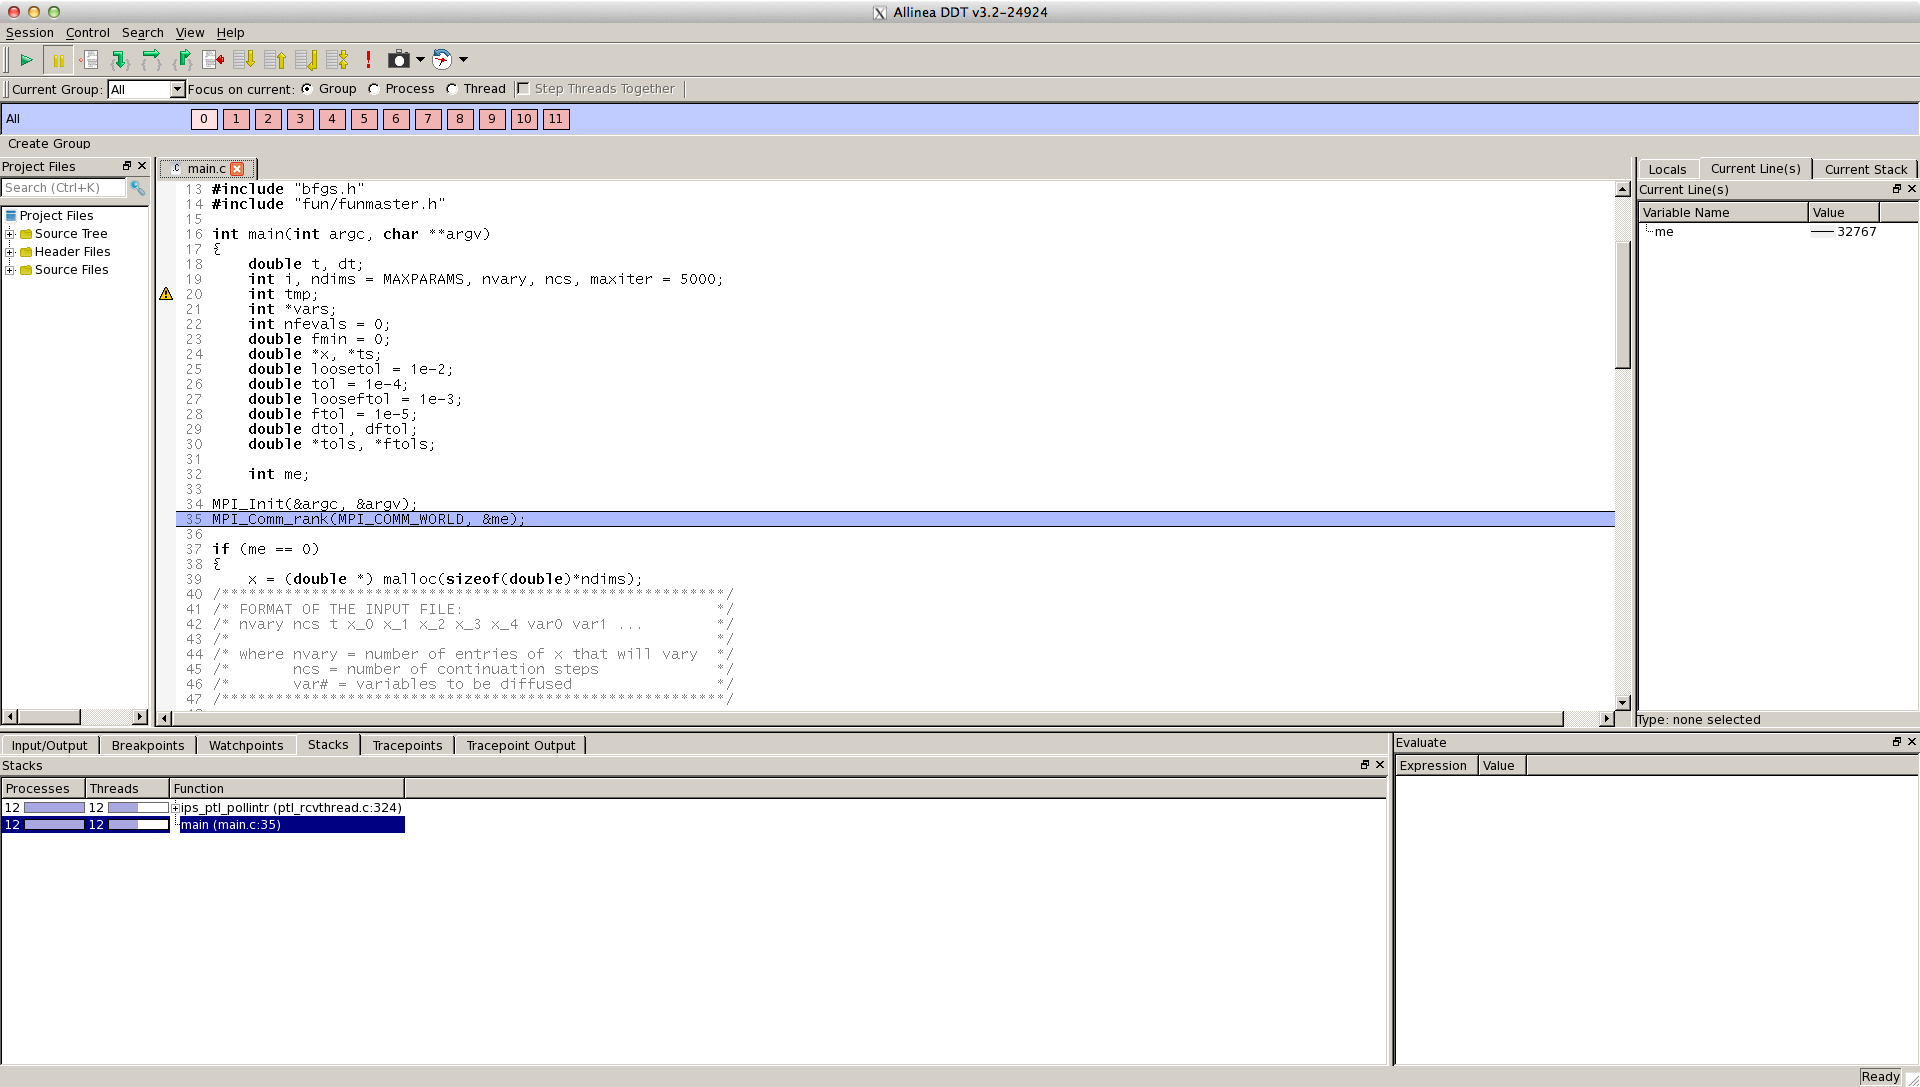 Allinea DDT v3.2-24924
Session Control Search View Help
Current Group: All Focus on current: Group Process Thread Step Threads Together
All 0 1 2 3 4 5 6 7 8 9 10 11
Create Group
Project Files
Search (Ctrl+K)
Project Files
Source Tree
Header Files
Source Files
main.c
13 #include "bfgs.h"
14 #include "fun/funmaster.h"
15
16 int main(int argc, char **argv)
17 {
18     double t, dt;
19     int i, ndims = MAXPARAMS, nvary, ncs, maxiter = 5000;
20     int tmp;
21     int *vars;
22     int nfevals = 0;
23     double fmin = 0;
24     double *x, *ts;
25     double loosetol = 1e-2;
26     double tol = 1e-4;
27     double looseftol = 1e-3;
28     double ftol = 1e-5;
29     double dtol, dftol;
30     double *tols, *ftols;
31
32     int me;
33
34 MPI_Init(&argc, &argv);
35 MPI_Comm_rank(MPI_COMM_WORLD, &me);
36
37 if (me == 0)
38 {
39     x = (double *) malloc(sizeof(double)*ndims);
40 /********************************************************/
41 /* FORMAT OF THE INPUT FILE:                            */
42 /* nvary ncs t x_0 x_1 x_2 x_3 x_4 var0 var1 ...        */
43 /*                                                      */
44 /* where nvary = number of entries of x that will vary  */
45 /*       ncs = number of continuation steps             */
46 /*       var# = variables to be diffused                */
47 /********************************************************/
Locals Current Line(s) Current Stack
Current Line(s)
Variable Name Value
me 32767
Type: none selected
Input/Output Breakpoints Watchpoints Stacks Tracepoints Tracepoint Output
Stacks
Processes Threads Function
12 12 ips_ptl_pollintr (ptl_rcvthread.c:324)
12 12 main (main.c:35)
Evaluate
Expression Value
Ready